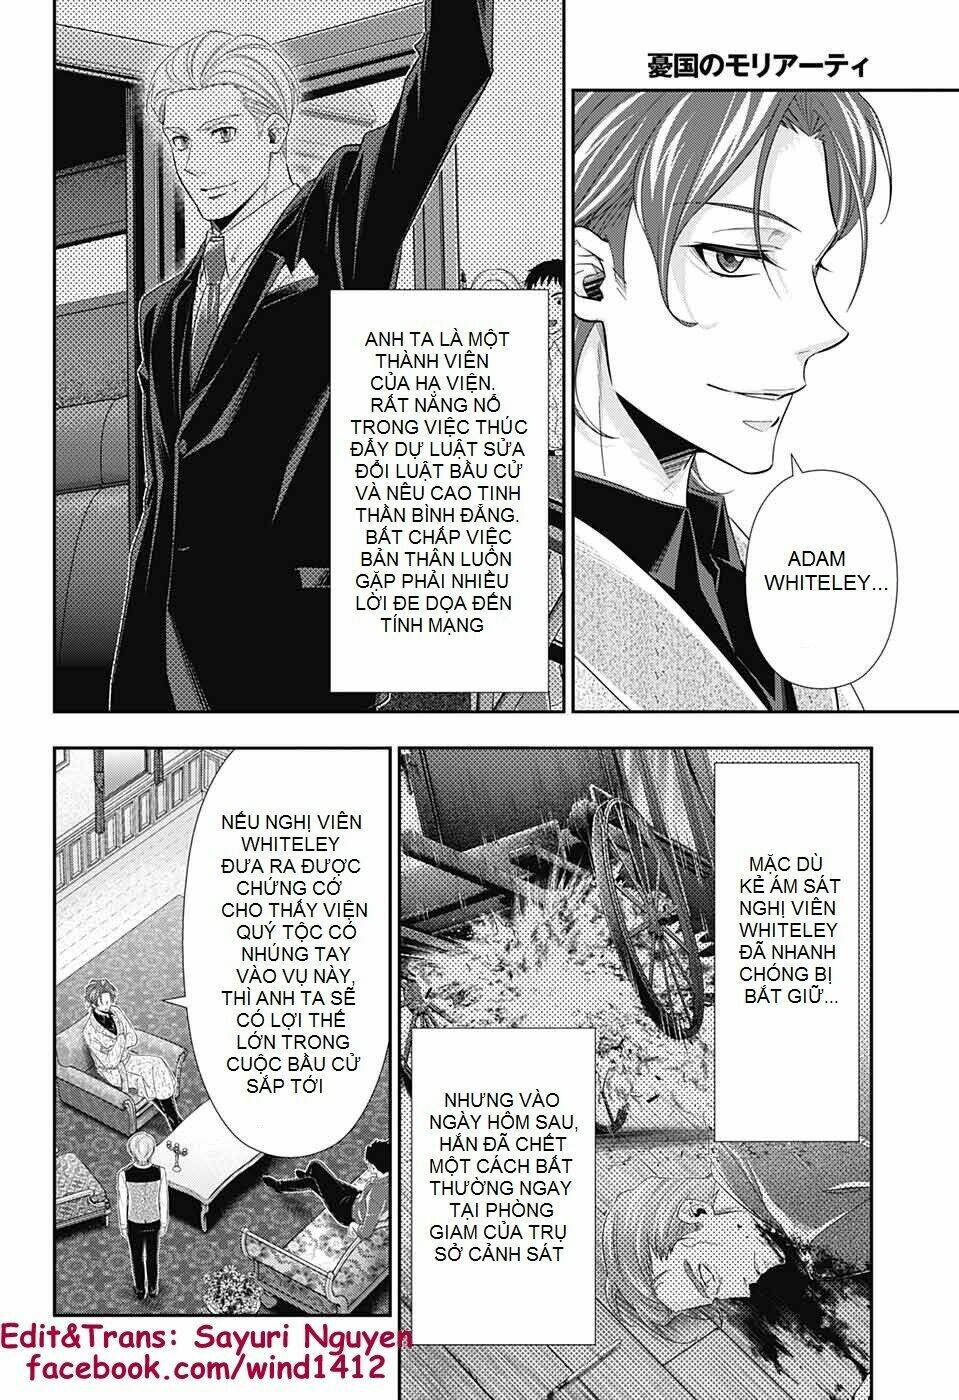 憂国のモリアーティ
ADAM
WHITELEY...
ANH TA LÀ MỘT
THÀNH VIÊN
CỦA HẠ VIỆN.
RẤT NĂNG NỔ
TRONG VIỆC THÚC
ĐẨY DỰ LUẬT SỬA
ĐỔI LUẬT BẦU CỬ
VÀ NÊU CAO TINH
THẦN BÌNH ĐẲNG.
BẤT CHẤP VIỆC
BẢN THÂN LUÔN
GẶP PHẢI NHIỀU
LỜI ĐE DỌA ĐẾN
TÍNH MẠNG
MẶC DÙ
KẺ ÁM SÁT
NGHỊ VIÊN
WHITELEY
ĐÃ NHANH
CHÓNG BỊ
BẮT GIỮ...
NHƯNG VÀO
NGÀY HÔM SAU,
HẮN ĐÃ CHẾT
MỘT CÁCH BẤT
THƯỜNG NGAY
TẠI PHÒNG
GIAM CỦA TRỤ
SỞ CẢNH SÁT
NẾU NGHỊ VIÊN
WHITELEY
ĐƯA RA ĐƯỢC
CHỨNG CỚ
CHO THẤY VIỆN
QUÝ TỘC CÓ
NHÚNG TAY
VÀO VỤ NÀY,
THÌ ANH TA SẼ
CÓ LỢI THẾ
LỚN TRONG
CUỘC BẦU CỬ
SẮP TỚI
Edit&Trans: Sayuri Nguyen
facebook.com/wind1412